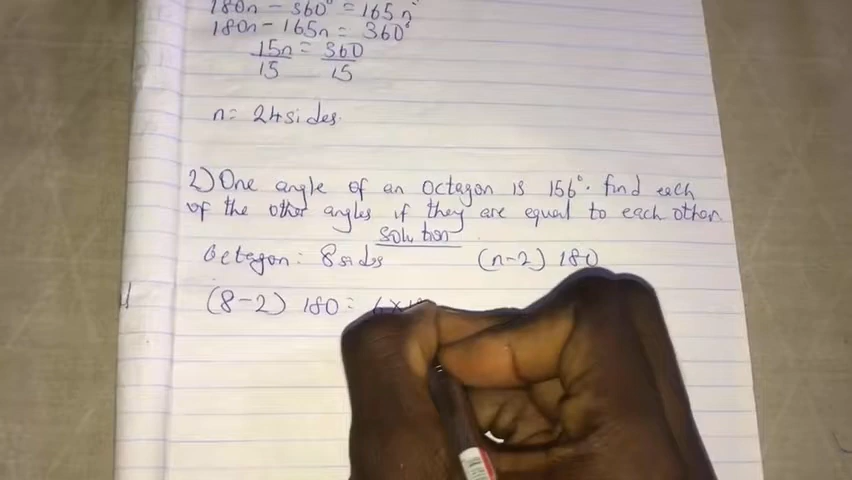 180n - 360° = 165n
180n - 165n = 360°
15n = 360
15 15
n = 24 sides.
2) One angle of an octagon is 156°. find each
of the other angles if they are equal to each other.
solution
Octagon: 8 sides (n-2) 180
(8-2) 180 = 6 x